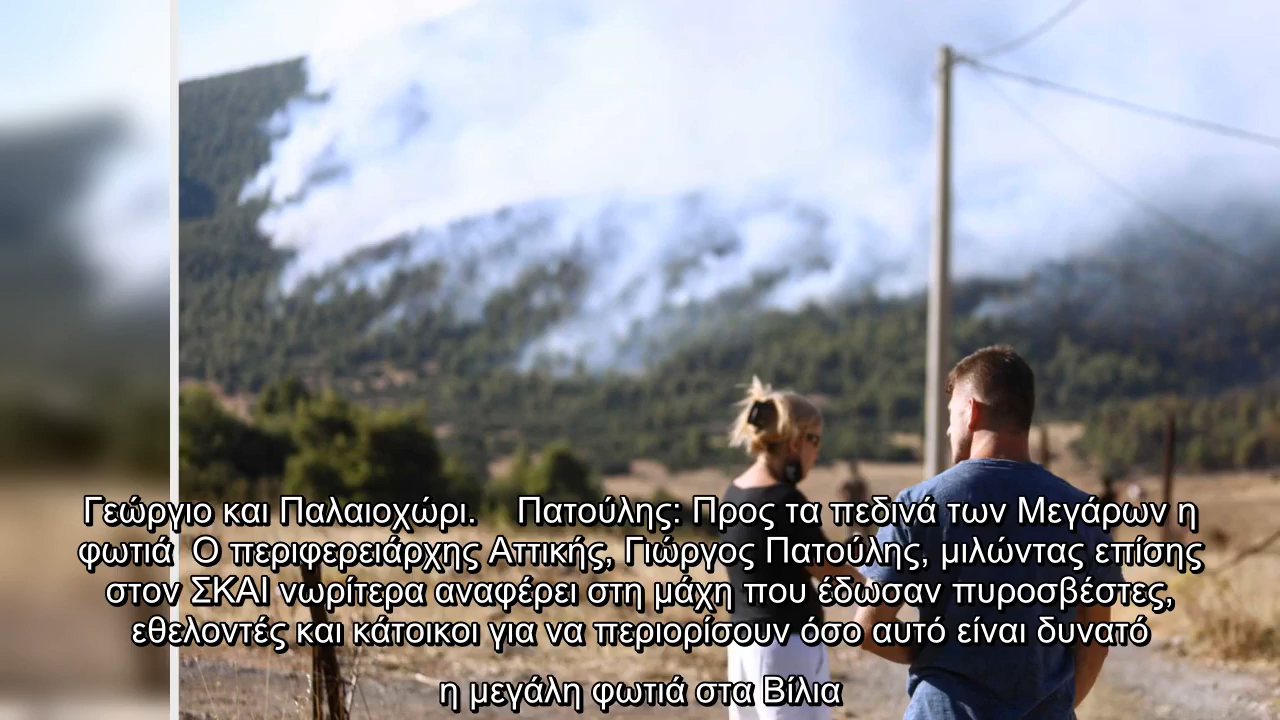 Γεώργιο και Παλαιοχώρι.    Πατούλης: Προς τα πεδινά των Μεγάρων η
φωτιά  Ο περιφερειάρχης Αττικής, Γιώργος Πατούλης, μιλώντας επίσης
στον ΣΚΑΙ νωρίτερα αναφέρει στη μάχη που έδωσαν πυροσβέστες,
εθελοντές και κάτοικοι για να περιορίσουν όσο αυτό είναι δυνατό
η μεγάλη φωτιά στα Βίλια